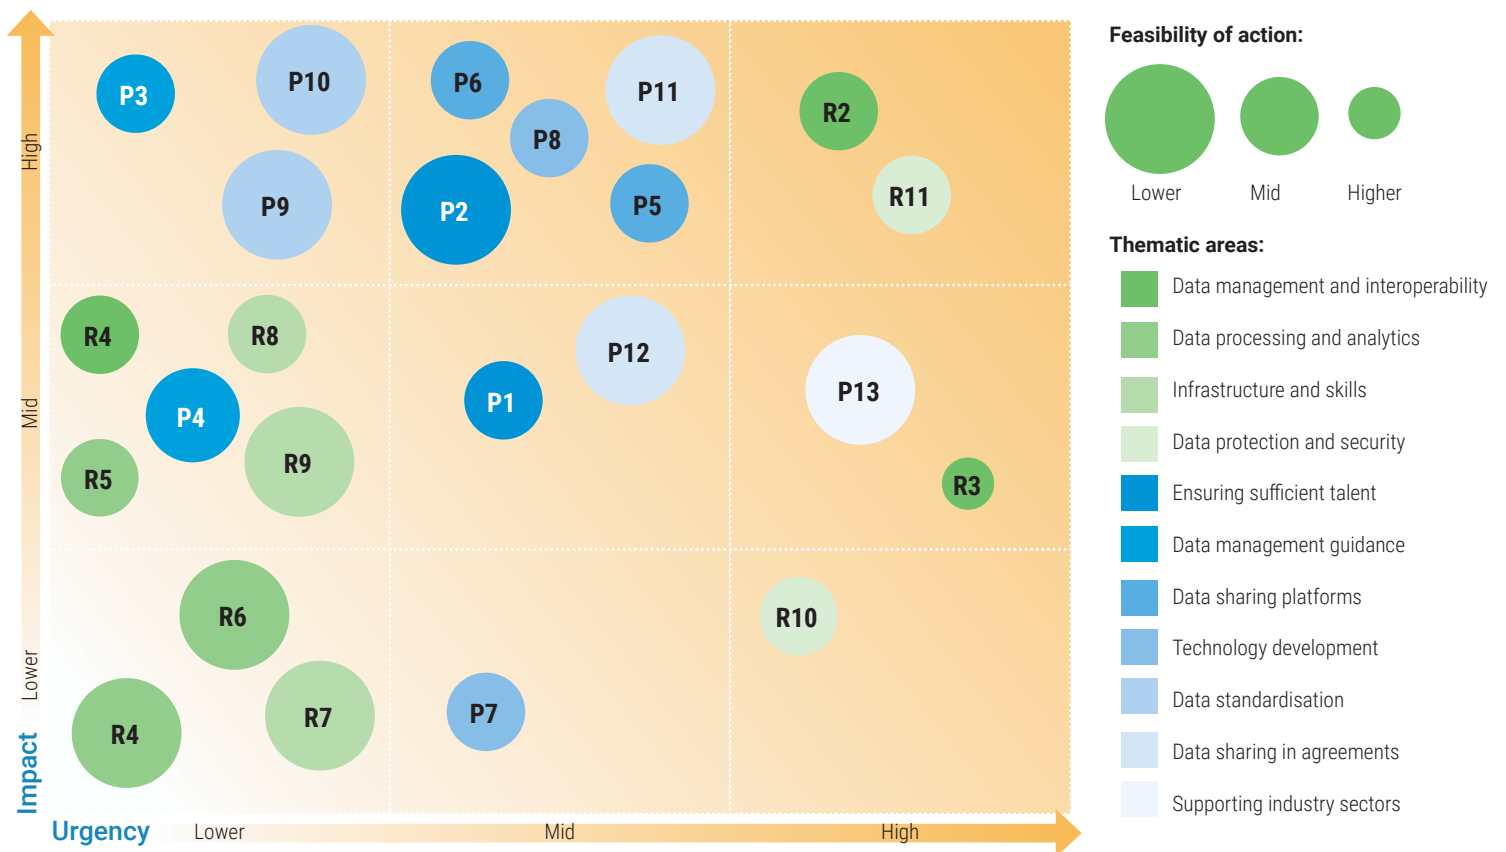 Feasibility of action:
Lower
Mid
Higher
Thematic areas:
Data management and interoperability
Data processing and analytics
Infrastructure and skills
Data protection and security
Ensuring sufficient talent
Data management guidance
Data sharing platforms
Technology development
Data standardisation
Data sharing in agreements
Supporting industry sectors
High
Mid
Lower
Impact
P3
P10
P9
P6
P8
P11
P2
P5
R2
R11
R4
R8
P4
R5
R9
P1
P12
P13
R3
R6
R4
R7
P7
R10
Urgency
Lower
Mid
High